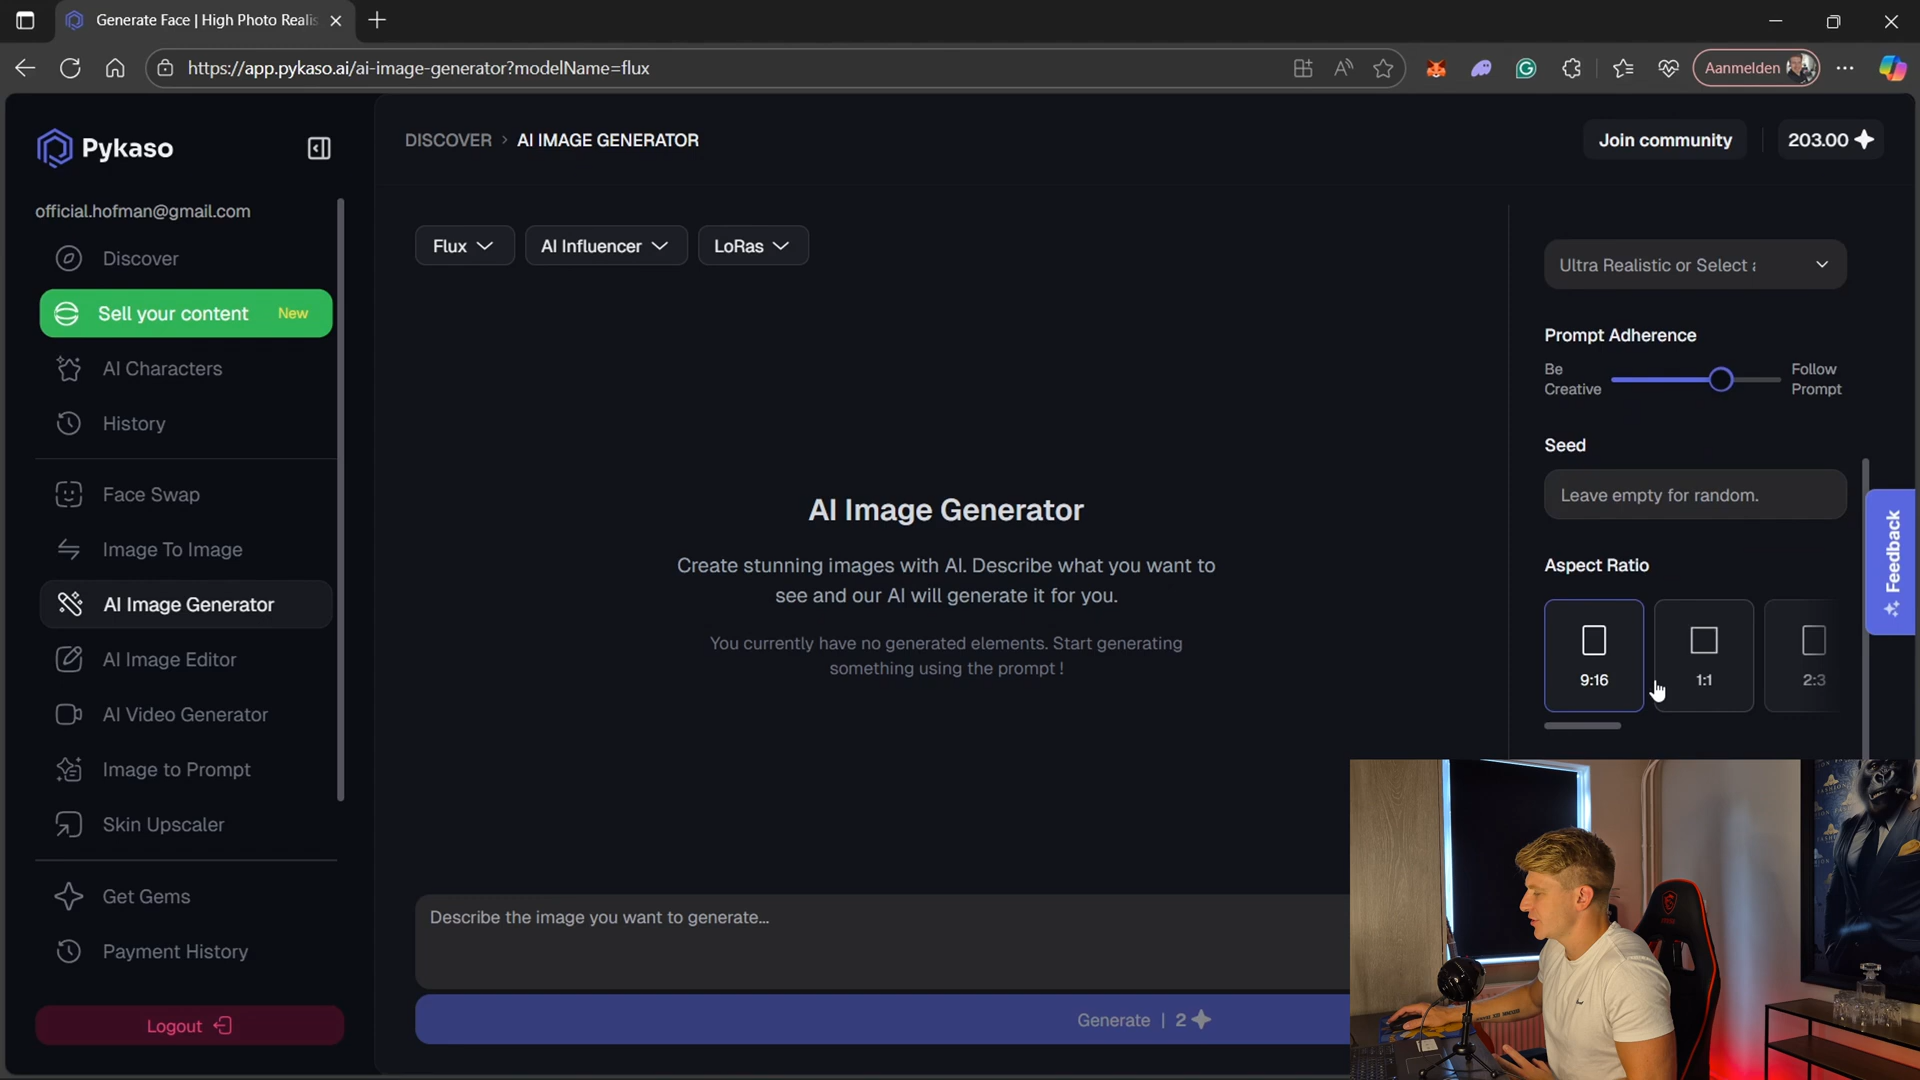 Generate Face | High Photo Realis
https://app.pykaso.ai/ai-image-generator?modelName=flux
Anmelden
Pykaso
official.hofman@gmail.com
Discover
Sell your content New
AI Characters
History
Face Swap
Image To Image
AI Image Generator
AI Image Editor
AI Video Generator
Image to Prompt
Skin Upscaler
Get Gems
Payment History
Logout
DISCOVER > AI IMAGE GENERATOR
Join community
203.00
Flux
AI Influencer
LoRas
AI Image Generator
Create stunning images with AI. Describe what you want to
see and our AI will generate it for you.
You currently have no generated elements. Start generating
something using the prompt !
Describe the image you want to generate...
Generate | 2
Ultra Realistic or Select
Prompt Adherence
Be
Creative
Follow
Prompt
Seed
Leave empty for random.
Aspect Ratio
9:16
1:1
2:3
Feedback